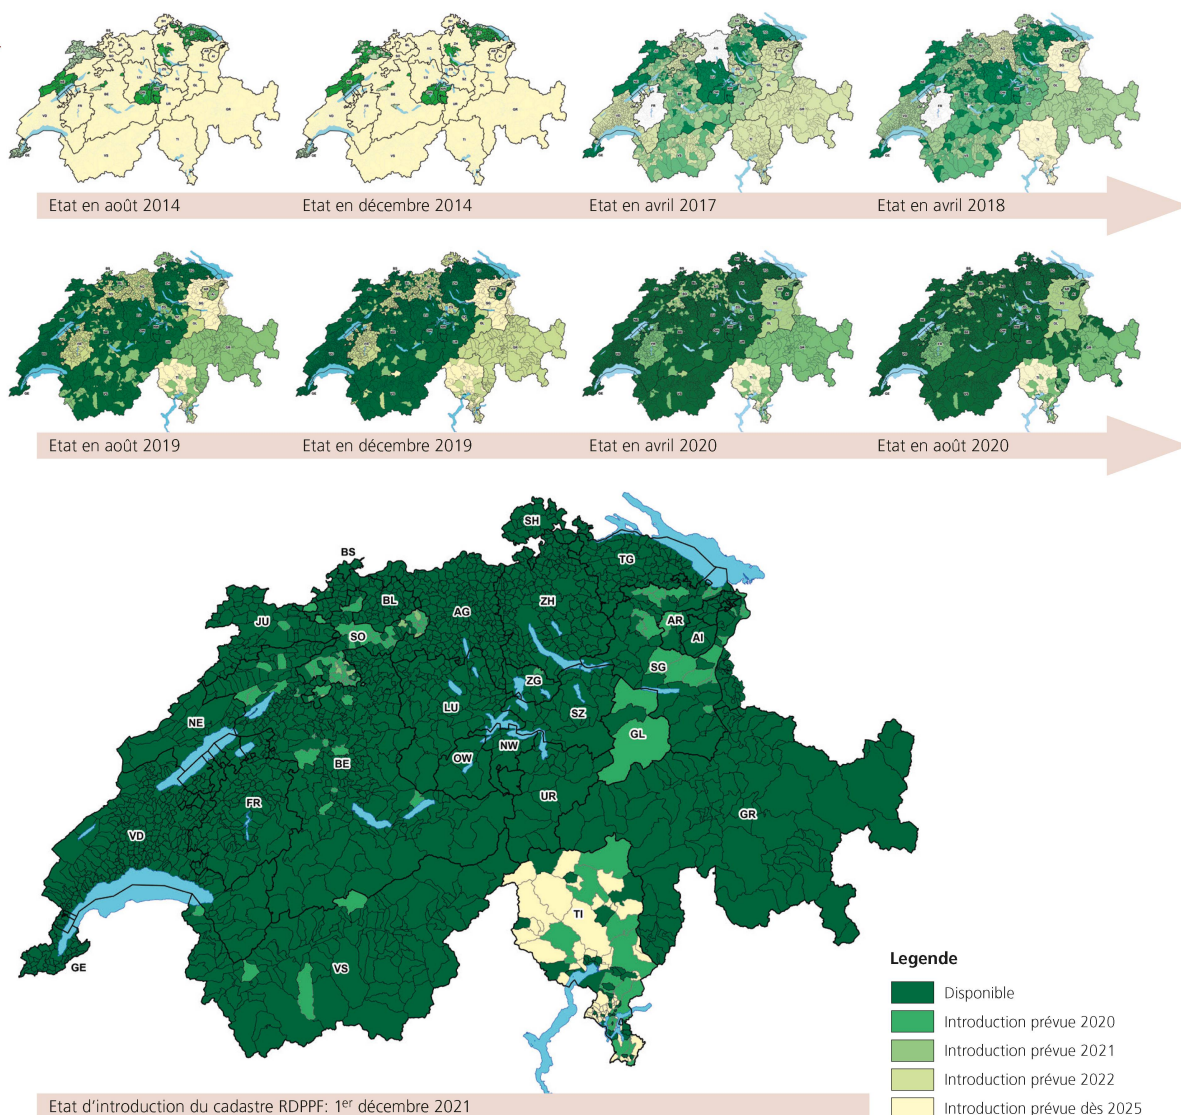 Etat en août 2014
Etat en décembre 2014
Etat en avril 2017
Etat en avril 2018
Etat en août 2019
Etat en décembre 2019
Etat en avril 2020
Etat en août 2020
SH
BS
TG
BL
ZH
AG
JU
AR
SO
AI
SG
ZG
LU
SZ
NE
GL
NW
OW
BE
UR
FR
GR
VD
TI
GE
VS
Legende
Disponible
Introduction prévue 2020
Introduction prévue 2021
Introduction prévue 2022
Introduction prévue dès 2025
Etat d'introduction du cadastre RDPPF: 1er décembre 2021